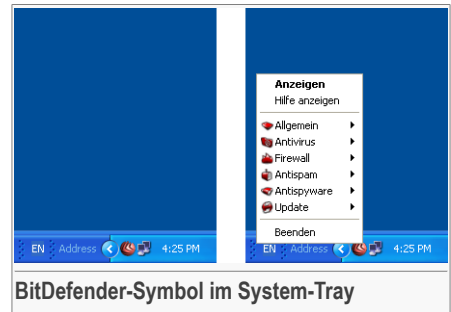 EN Address 4:25 PM
Anzeigen
Hilfe anzeigen
Allgemein
Antivirus
Firewall
Antispam
Antispyware
Update
Beenden
EN Address 4:25 PM
BitDefender-Symbol im System-Tray